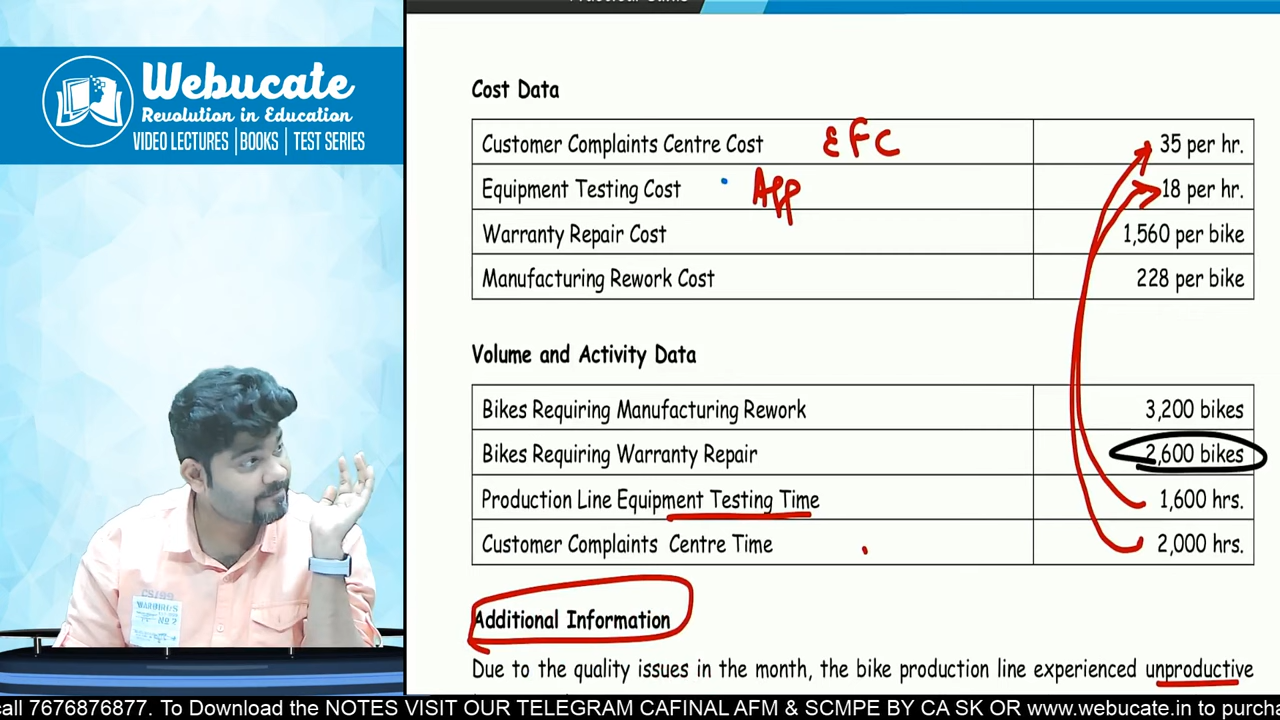 Webucate
Revolution in Education
VIDEO LECTURES | BOOKS | TEST SERIES
Cost Data
Customer Complaints Centre Cost EFC 35 per hr.
Equipment Testing Cost App 18 per hr.
Warranty Repair Cost 1,560 per bike
Manufacturing Rework Cost 228 per bike
Volume and Activity Data
Bikes Requiring Manufacturing Rework 3,200 bikes
Bikes Requiring Warranty Repair 2,600 bikes
Production Line Equipment Testing Time 1,600 hrs.
Customer Complaints Centre Time 2,000 hrs.
Additional Information
Due to the quality issues in the month, the bike production line experienced unproductive
call 7676876877. To Download the NOTES VISIT OUR TELEGRAM CAFINAL AFM & SCMPE BY CA SK OR www.webucate.in to purcha